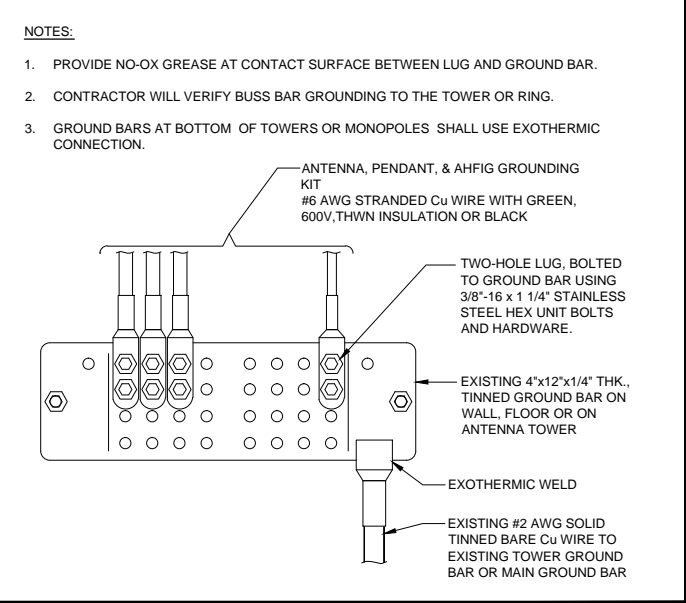 NOTES:
1. PROVIDE NO-OX GREASE AT CONTACT SURFACE BETWEEN LUG AND GROUND BAR.
2. CONTRACTOR WILL VERIFY BUSS BAR GROUNDING TO THE TOWER OR RING.
3. GROUND BARS AT BOTTOM OF TOWERS OR MONOPOLES SHALL USE EXOTHERMIC
CONNECTION.
ANTENNA, PENDANT, & AHFIG GROUNDING
KIT
#6 AWG STRANDED Cu WIRE WITH GREEN,
600V,THWN INSULATION OR BLACK
TWO-HOLE LUG, BOLTED
TO GROUND BAR USING
3/8"-16 x 1 1/4" STAINLESS
STEEL HEX UNIT BOLTS
AND HARDWARE.
EXISTING 4"x12"x1/4" THK.,
TINNED GROUND BAR ON
WALL, FLOOR OR ON
ANTENNA TOWER
EXOTHERMIC WELD
EXISTING #2 AWG SOLID
TINNED BARE Cu WIRE TO
EXISTING TOWER GROUND
BAR OR MAIN GROUND BAR